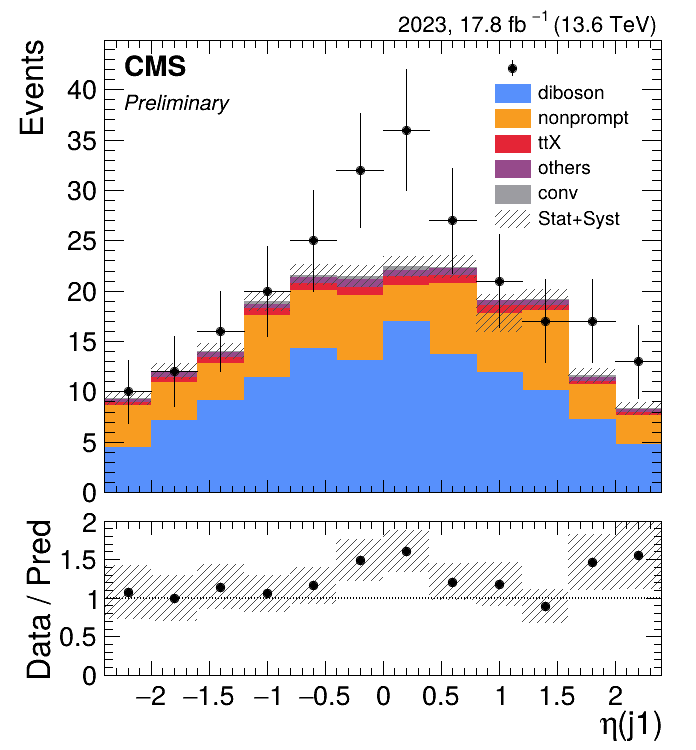 2023, 17.8 fb⁻¹ (13.6 TeV)
CMS
Preliminary
Events
diboson
nonprompt
ttX
others
conv
Stat+Syst
40
35
30
25
20
15
10
5
0
Data / Pred
2
1.5
1
0.5
0
−2 −1.5 −1 −0.5 0 0.5 1 1.5 2
η(j1)